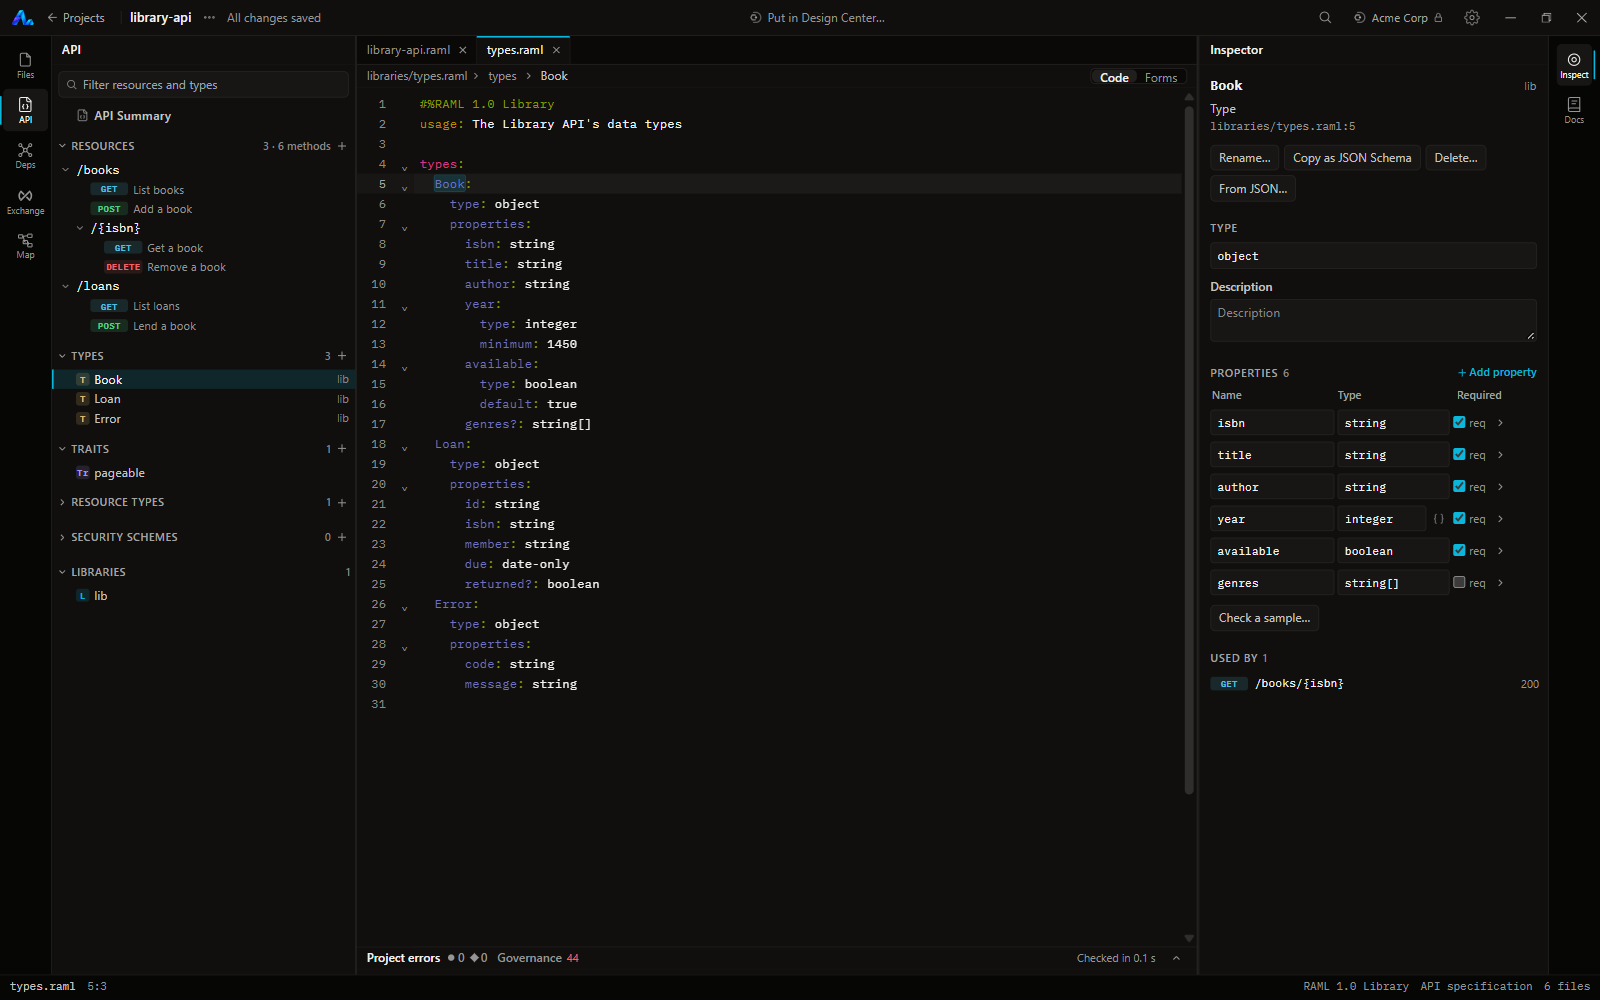 Projects library-api ··· All changes saved
Put in Design Center...
Acme Corp
Files
API
Deps
Exchange
Map
API
Filter resources and types
API Summary
RESOURCES 3 · 6 methods +
/books
GET List books
POST Add a book
/{isbn}
GET Get a book
DELETE Remove a book
/loans
GET List loans
POST Lend a book
TYPES 3 +
T Book lib
T Loan lib
T Error lib
TRAITS 1 +
Tr pageable
RESOURCE TYPES 1 +
SECURITY SCHEMES 0 +
LIBRARIES 1
L lib
library-api.raml types.raml
libraries/types.raml types Book
Code Forms
1 #%RAML 1.0 Library
2 usage: The Library API's data types
3
4 types:
5 Book:
6 type: object
7 properties:
8 isbn: string
9 title: string
10 author: string
11 year:
12 type: integer
13 minimum: 1450
14 available:
15 type: boolean
16 default: true
17 genres?: string[]
18 Loan:
19 type: object
20 properties:
21 id: string
22 isbn: string
23 member: string
24 due: date-only
25 returned?: boolean
26 Error:
27 type: object
28 properties:
29 code: string
30 message: string
31
Project errors 0 0 Governance 44
Checked in 0.1 s
Inspector
Book lib
Type
libraries/types.raml:5
Rename... Copy as JSON Schema Delete...
From JSON...
TYPE
object
Description
Description
PROPERTIES 6 + Add property
Name Type Required
isbn string req
title string req
author string req
year integer {} req
available boolean req
genres string[] req
Check a sample...
USED BY 1
GET /books/{isbn} 200
Inspect
Docs
types.raml 5:3
RAML 1.0 Library API specification 6 files